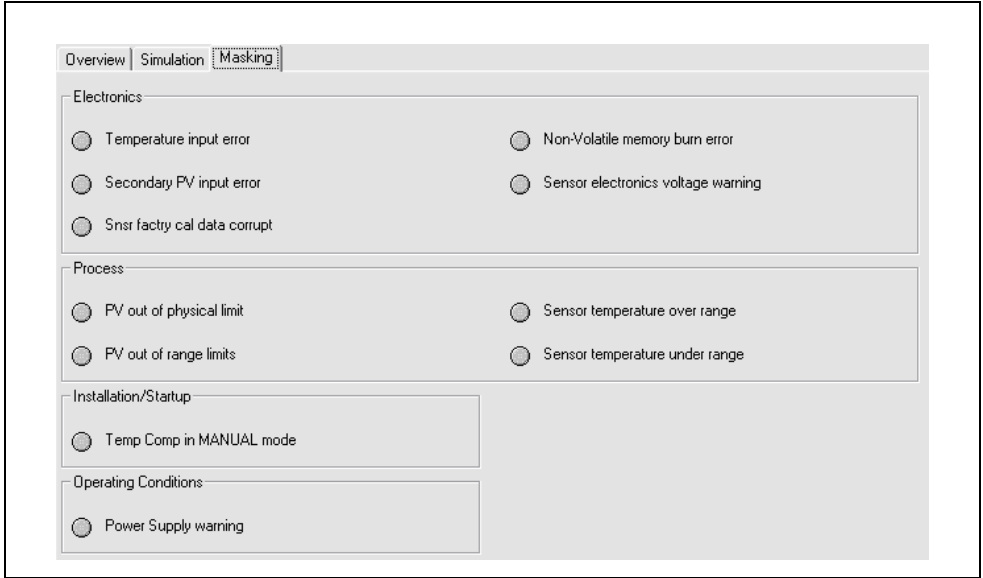 Overview Simulation Masking
Electronics
Temperature input error
Non-Volatile memory burn error
Secondary PV input error
Sensor electronics voltage warning
Snsr factry cal data corrupt
Process
PV out of physical limit
Sensor temperature over range
PV out of range limits
Sensor temperature under range
Installation/Startup
Temp Comp in MANUAL mode
Operating Conditions
Power Supply warning